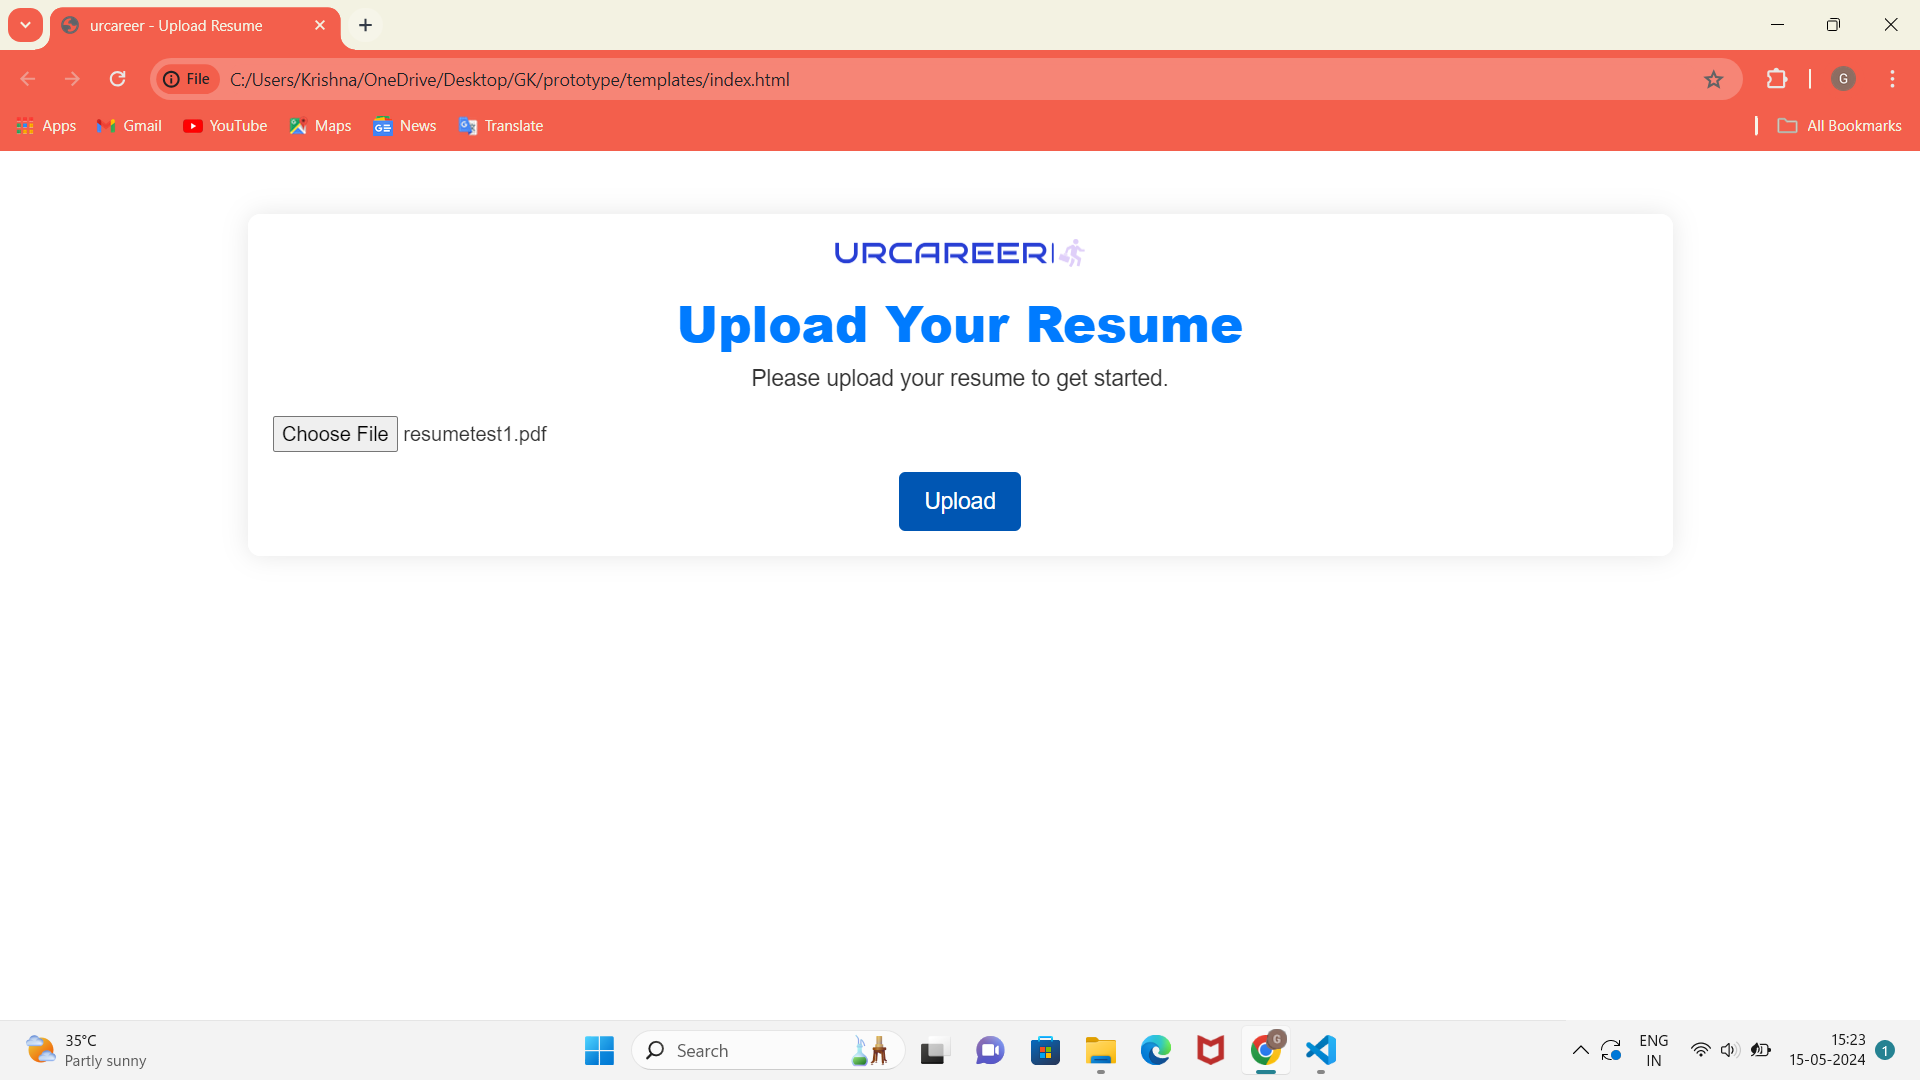 urcareer - Upload Resume
File C:/Users/Krishna/OneDrive/Desktop/GK/prototype/templates/index.html G
Apps Gmail YouTube Maps News Translate All Bookmarks
URCAREER
Upload Your Resume
Please upload your resume to get started.
Choose File resumetest1.pdf
Upload
35°C
Partly sunny
Search
G
ENG
IN
15:23
15-05-2024
1